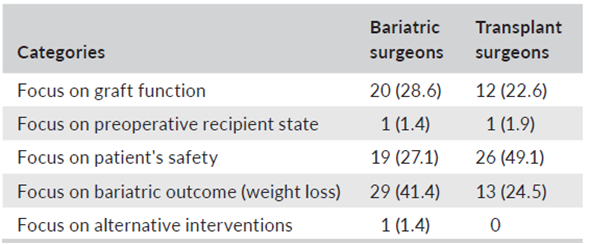 Categories Bariatric surgeons Transplant surgeons
Focus on graft function 20 (28.6) 12 (22.6)
Focus on preoperative recipient state 1 (1.4) 1 (1.9)
Focus on patient's safety 19 (27.1) 26 (49.1)
Focus on bariatric outcome (weight loss) 29 (41.4) 13 (24.5)
Focus on alternative interventions 1 (1.4) 0